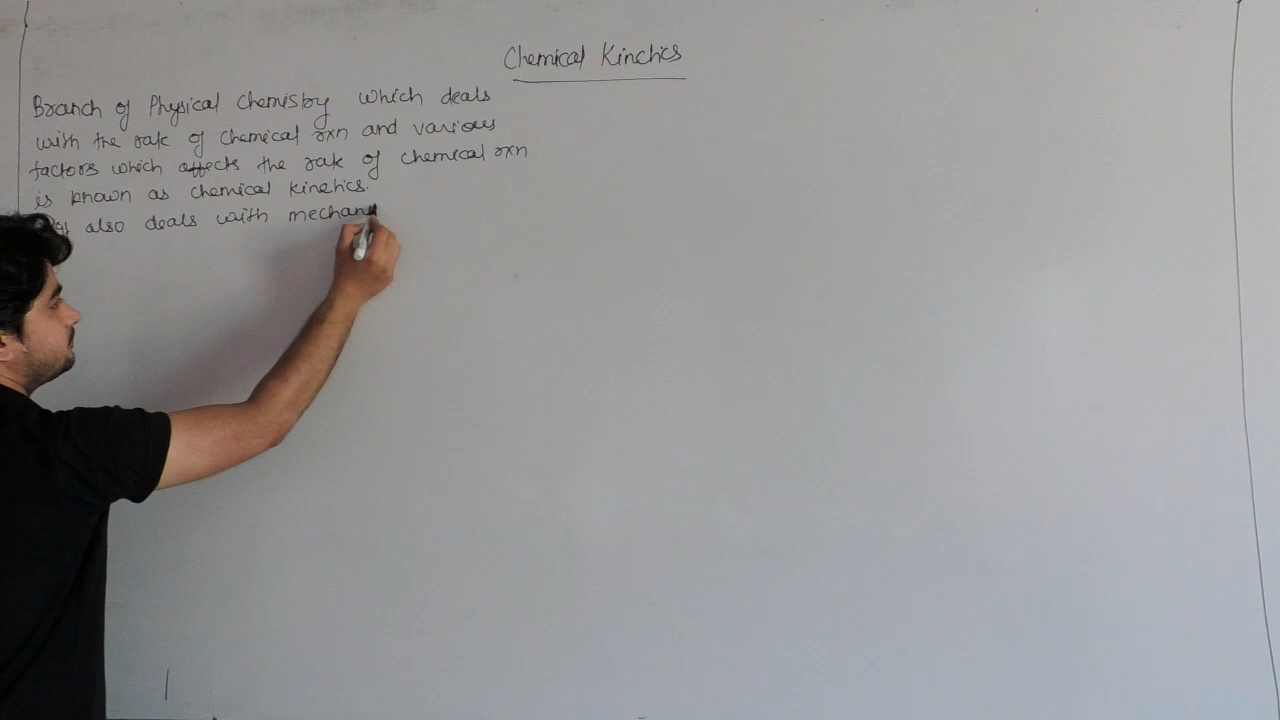 Chemical Kinetics
Branch of Physical Chemistry which deals
with the rate of chemical rxn and various
factors which affects the rate of chemical rxn
is known as chemical kinetics.
It also deals with mechan